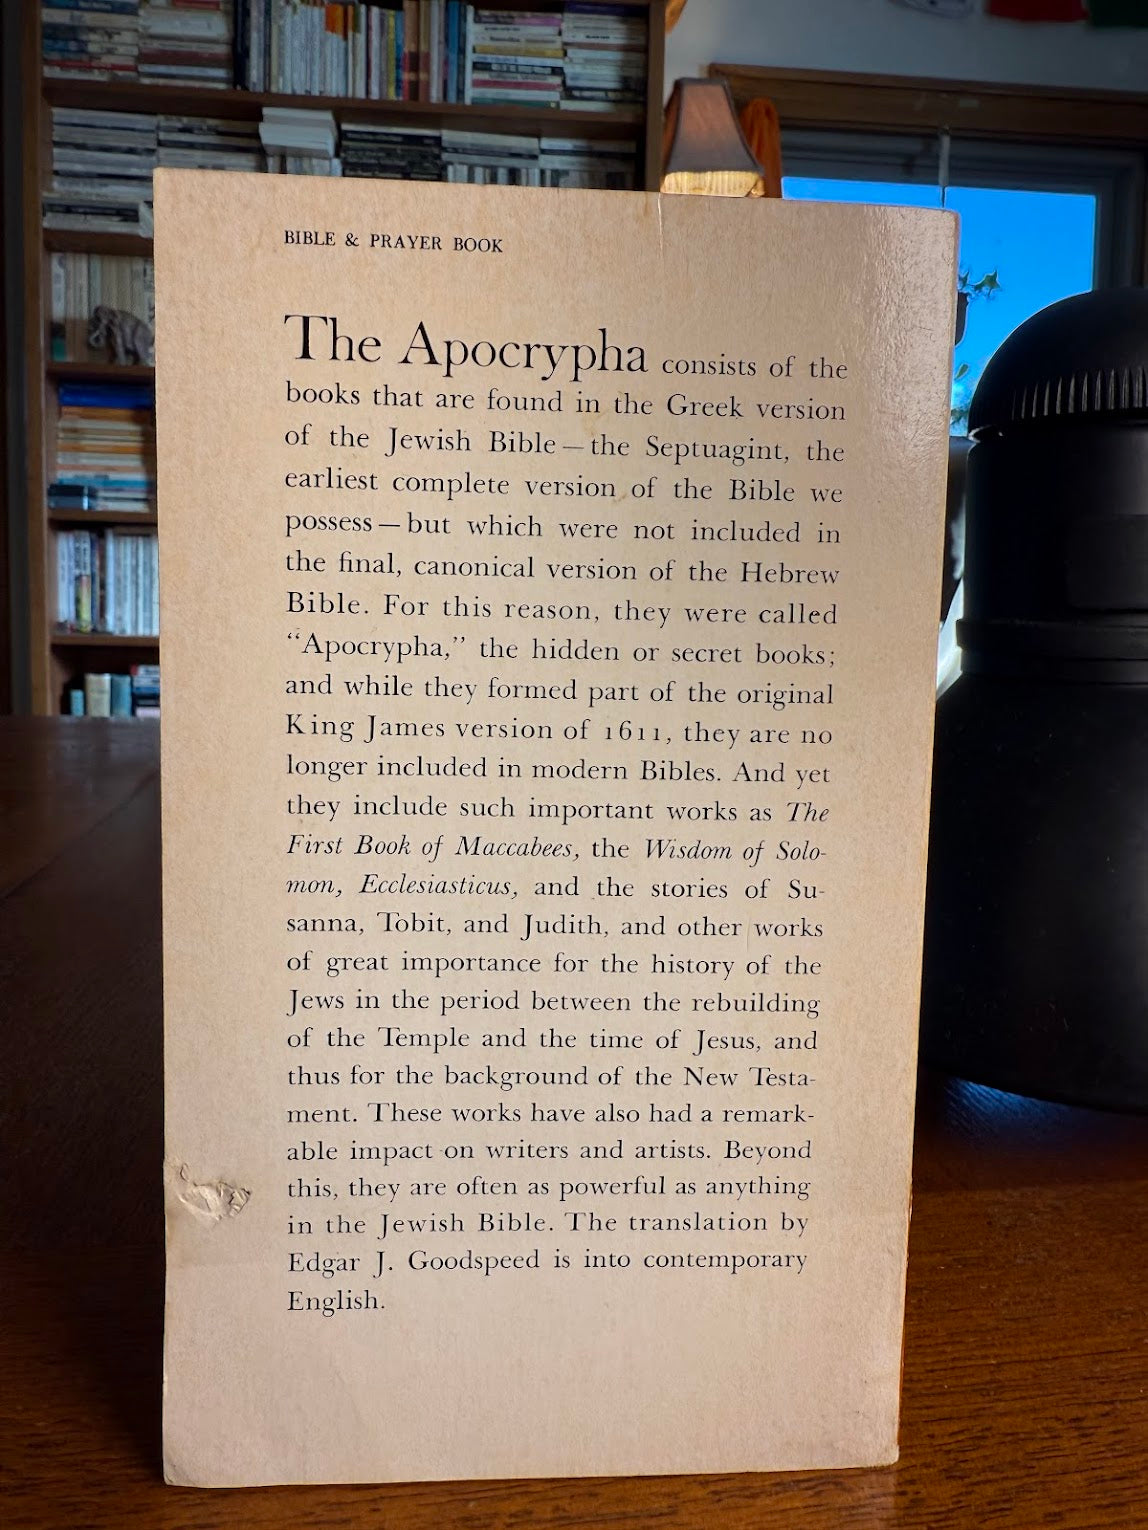 BIBLE & PRAYER BOOK
The Apocrypha consists of the
books that are found in the Greek version
of the Jewish Bible — the Septuagint, the
earliest complete version of the Bible we
possess — but which were not included in
the final, canonical version of the Hebrew
Bible. For this reason, they were called
“Apocrypha,” the hidden or secret books;
and while they formed part of the original
King James version of 1611, they are no
longer included in modern Bibles. And yet
they include such important works as The
First Book of Maccabees, the Wisdom of Solo-
mon, Ecclesiasticus, and the stories of Su-
sanna, Tobit, and Judith, and other works
of great importance for the history of the
Jews in the period between the rebuilding
of the Temple and the time of Jesus, and
thus for the background of the New Testa-
ment. These works have also had a remark-
able impact on writers and artists. Beyond
this, they are often as powerful as anything
in the Jewish Bible. The translation by
Edgar J. Goodspeed is into contemporary
English.